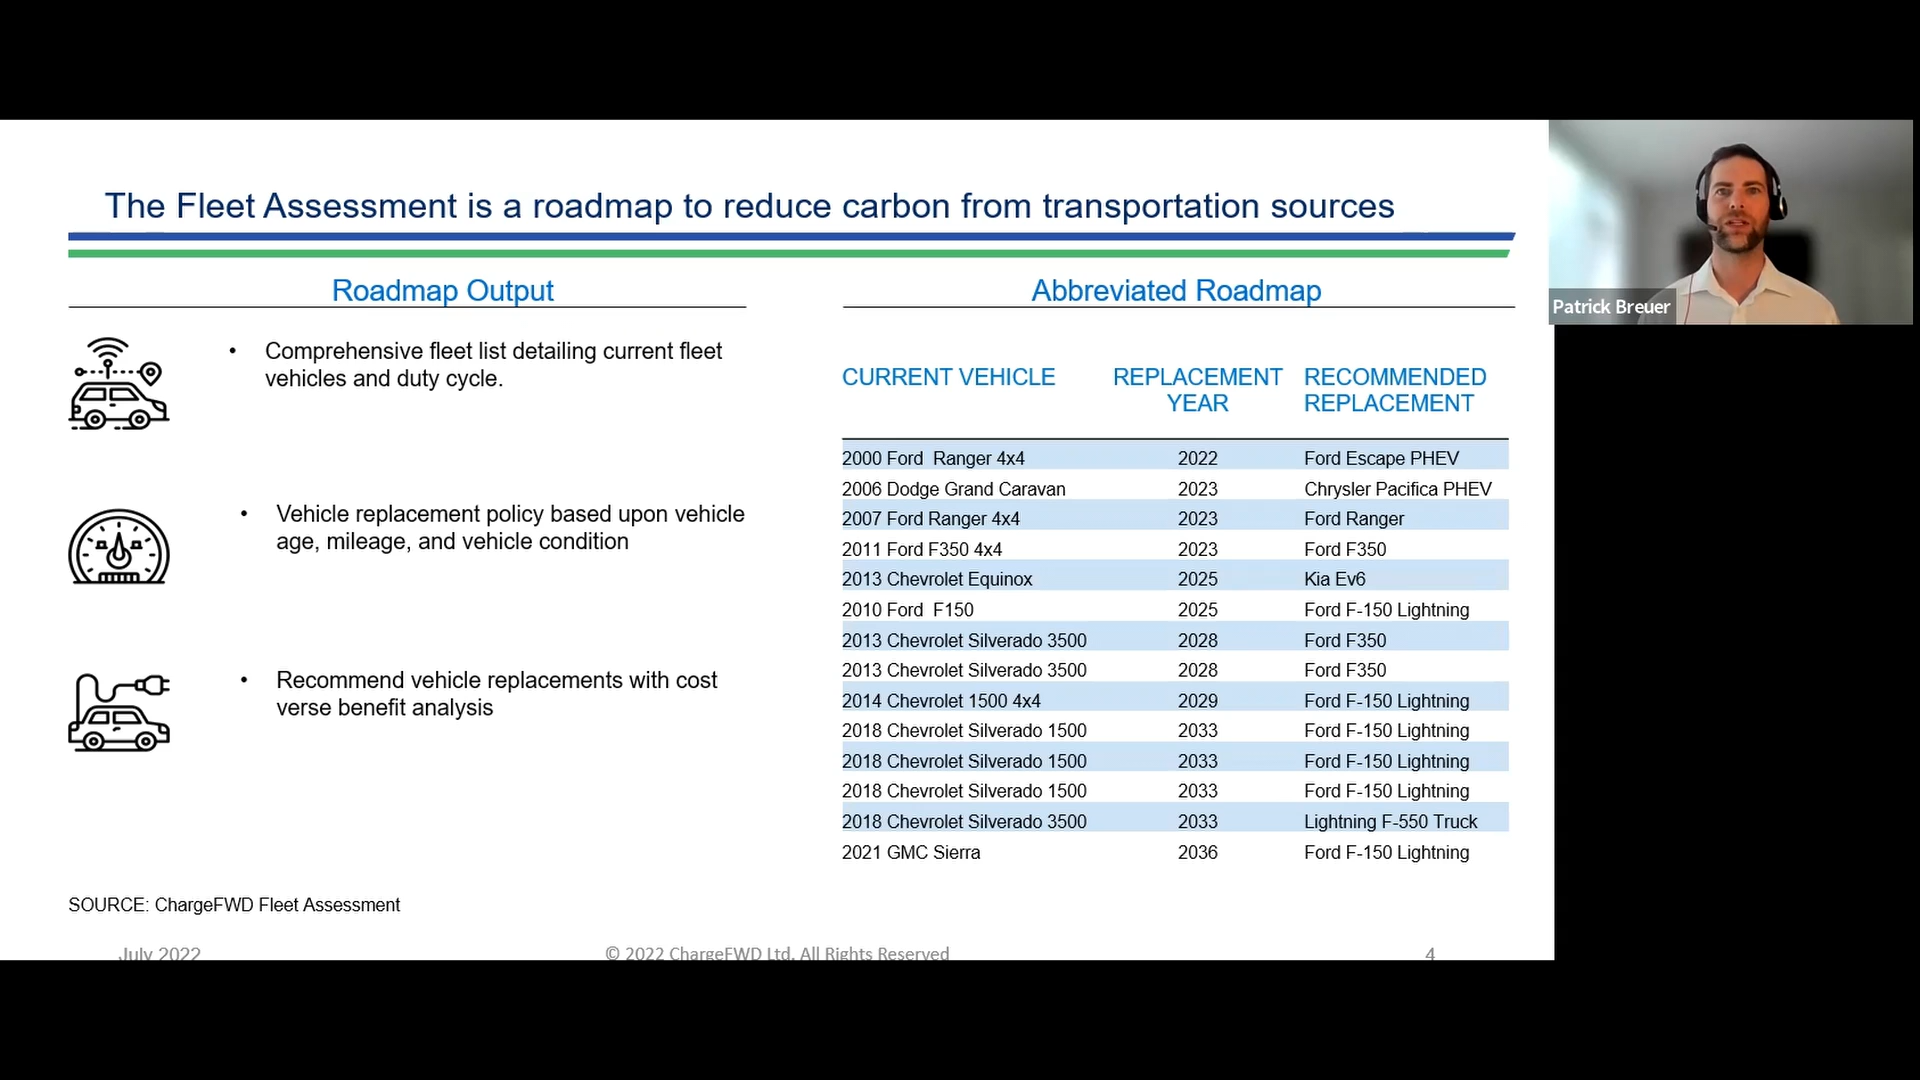 The Fleet Assessment is a roadmap to reduce carbon from transportation sources
Roadmap Output
Comprehensive fleet list detailing current fleet
vehicles and duty cycle.
Vehicle replacement policy based upon vehicle
age, mileage, and vehicle condition
Recommend vehicle replacements with cost
verse benefit analysis
Abbreviated Roadmap
CURRENT VEHICLE REPLACEMENT YEAR RECOMMENDED REPLACEMENT
2000 Ford  Ranger 4x4 2022 Ford Escape PHEV
2006 Dodge Grand Caravan 2023 Chrysler Pacifica PHEV
2007 Ford Ranger 4x4 2023 Ford Ranger
2011 Ford F350 4x4 2023 Ford F350
2013 Chevrolet Equinox 2025 Kia Ev6
2010 Ford  F150 2025 Ford F-150 Lightning
2013 Chevrolet Silverado 3500 2028 Ford F350
2013 Chevrolet Silverado 3500 2028 Ford F350
2014 Chevrolet 1500 4x4 2029 Ford F-150 Lightning
2018 Chevrolet Silverado 1500 2033 Ford F-150 Lightning
2018 Chevrolet Silverado 1500 2033 Ford F-150 Lightning
2018 Chevrolet Silverado 1500 2033 Ford F-150 Lightning
2018 Chevrolet Silverado 3500 2033 Lightning F-550 Truck
2021 GMC Sierra 2036 Ford F-150 Lightning
SOURCE: ChargeFWD Fleet Assessment
July 2022 © 2022 ChargeFWD Ltd. All Rights Reserved 4
Patrick Breuer